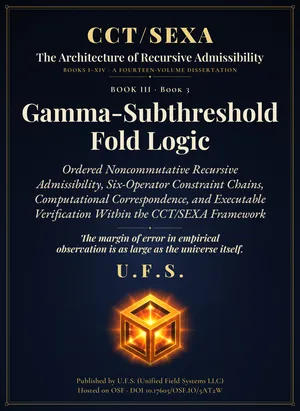 CCT/SEXA
The Architecture of Recursive Admissibility
BOOKS I–XIV · A FOURTEEN-VOLUME DISSERTATION
BOOK III · Book 3
Gamma-Subthreshold
Fold Logic
Ordered Noncommutative Recursive
Admissibility, Six-Operator Constraint Chains,
Computational Correspondence, and Executable
Verification Within the CCT/SEXA Framework
The margin of error in empirical
observation is as large as the universe itself.
U.F.S.
Published by U.F.S. (Unified Field Systems LLC)
Hosted on OSF · DOI 10.17605/OSF.IO/5AT2W